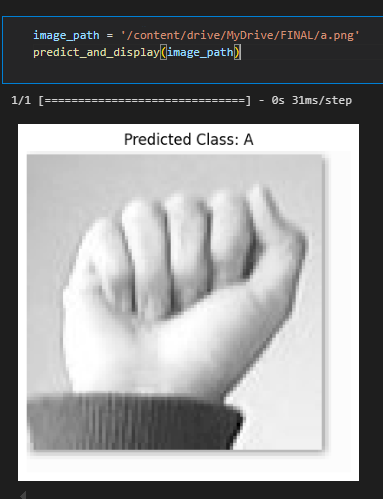 image_path = '/content/drive/MyDrive/FINAL/a.png'
predict_and_display(image_path)
1/1 [==============================] - 0s 31ms/step
Predicted Class: A